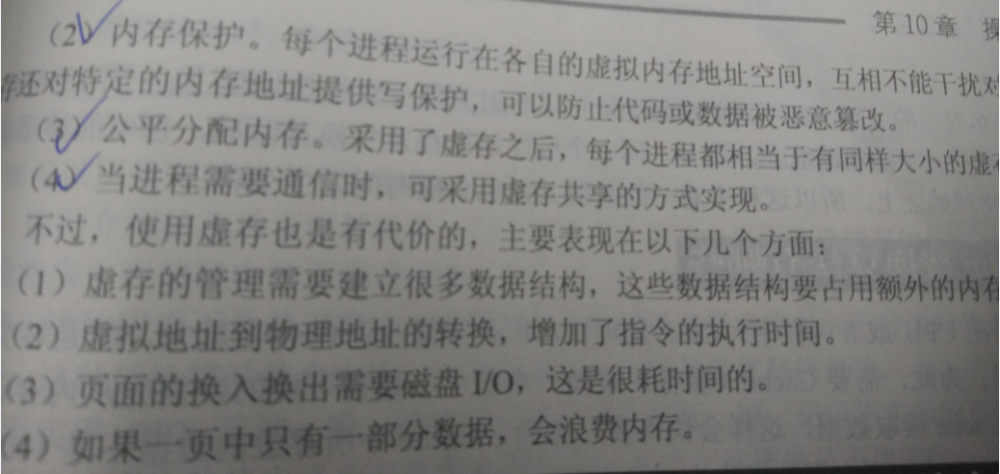 第10章 操
(2) 内存保护。每个进程运行在各自的虚拟内存地址空间，互相不能干扰对
存还对特定的内存地址提供写保护，可以防止代码或数据被恶意篡改。
(3) 公平分配内存。采用了虚存之后，每个进程都相当于有同样大小的虚存
(4) 当进程需要通信时，可采用虚存共享的方式实现。
不过，使用虚存也是有代价的，主要表现在以下几个方面：
(1) 虚存的管理需要建立很多数据结构，这些数据结构要占用额外的内存
(2) 虚拟地址到物理地址的转换，增加了指令的执行时间。
(3) 页面的换入换出需要磁盘 I/O，这是很耗时间的。
(4) 如果一页中只有一部分数据，会浪费内存。